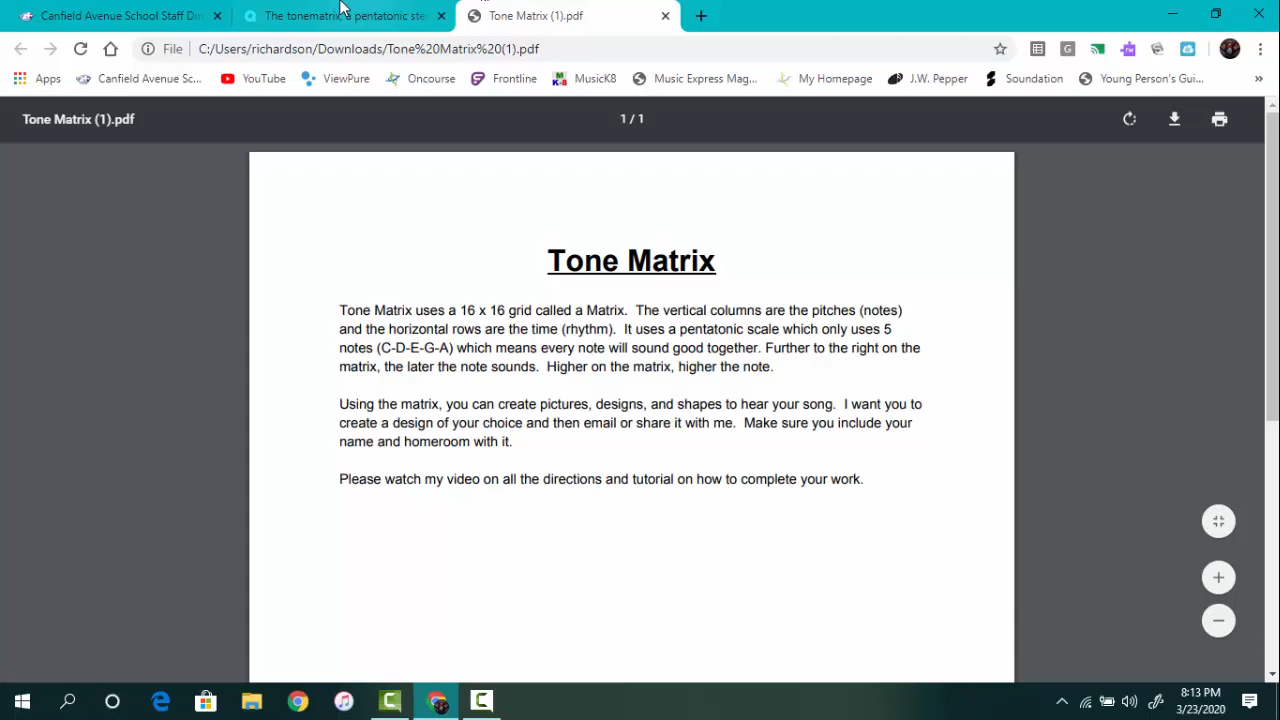 Canfield Avenue School Staff Dir
The tonematrix, a pentatonic ste
Tone Matrix (1).pdf
File
C:/Users/richardson/Downloads/Tone%20Matrix%20(1).pdf
Apps
Canfield Avenue Sc...
YouTube
ViewPure
Oncourse
Frontline
MusicK8
Music Express Mag...
My Homepage
J.W. Pepper
Soundation
Young Person's Gui...
»
Tone Matrix (1).pdf
1 / 1
Tone Matrix
Tone Matrix uses a 16 x 16 grid called a Matrix. The vertical columns are the pitches (notes)
and the horizontal rows are the time (rhythm). It uses a pentatonic scale which only uses 5
notes (C-D-E-G-A) which means every note will sound good together. Further to the right on the
matrix, the later the note sounds. Higher on the matrix, higher the note.
Using the matrix, you can create pictures, designs, and shapes to hear your song. I want you to
create a design of your choice and then email or share it with me. Make sure you include your
name and homeroom with it.
Please watch my video on all the directions and tutorial on how to complete your work.
8:13 PM
3/23/2020